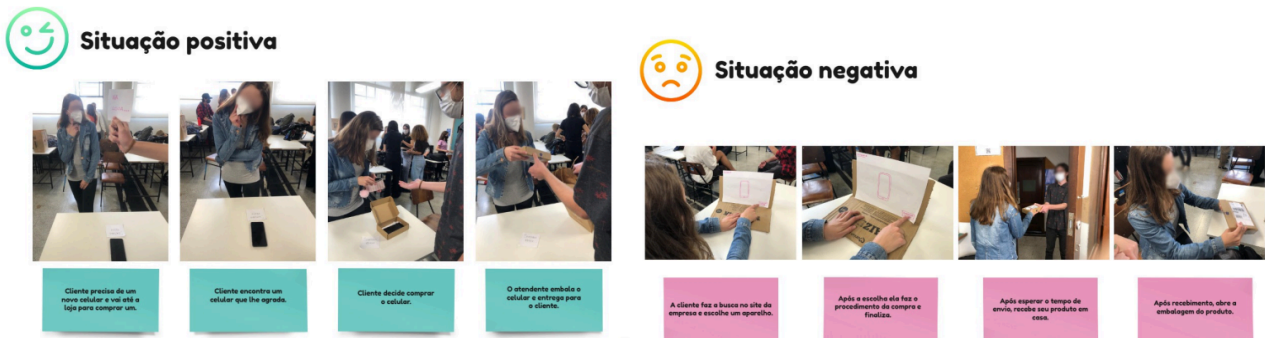 Situação positiva
Cliente precisa de um
novo celular e vai até a
loja para comprar um.
Cliente encontra um
celular que lhe agrada.
Cliente decide comprar
o celular.
O atendente embala o
celular e entrega para
o cliente.
Situação negativa
A cliente faz a busca no site da
empresa e escolhe um aparelho.
Após a escolha ela faz o
procedimento da compra e
finaliza.
Após esperar o tempo de
envio, recebe seu produto em
casa.
Após recebimento, abre a
embalagem do produto.